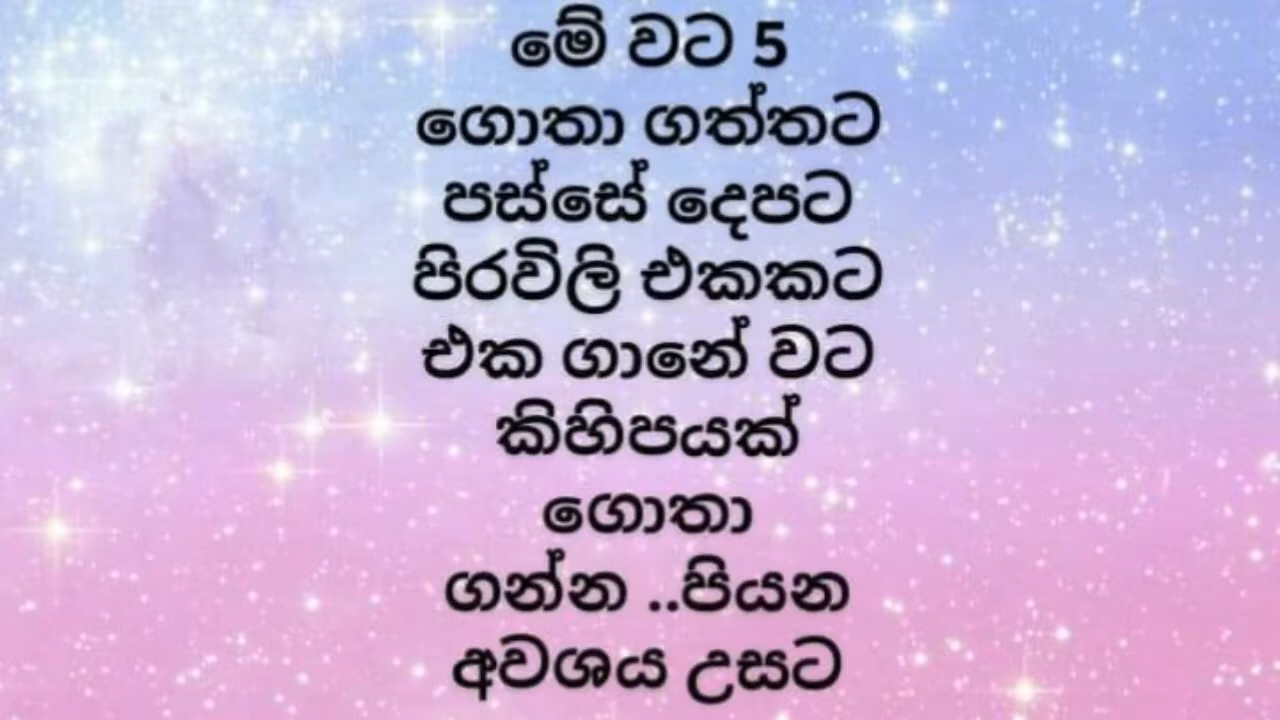 මේ වට 5
ගොතා ගත්තට
පස්සේ දෙපට
පිරවිලි එකකට
එක ගානේ වට
කිහිපයක්
ගොතා
ගන්න ..පියන
අවශය උසට